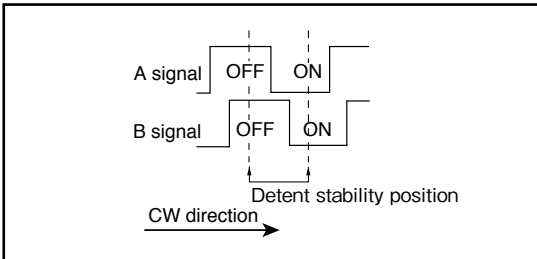 A signal OFF ON
B signal OFF ON
Detent stability position
CW direction